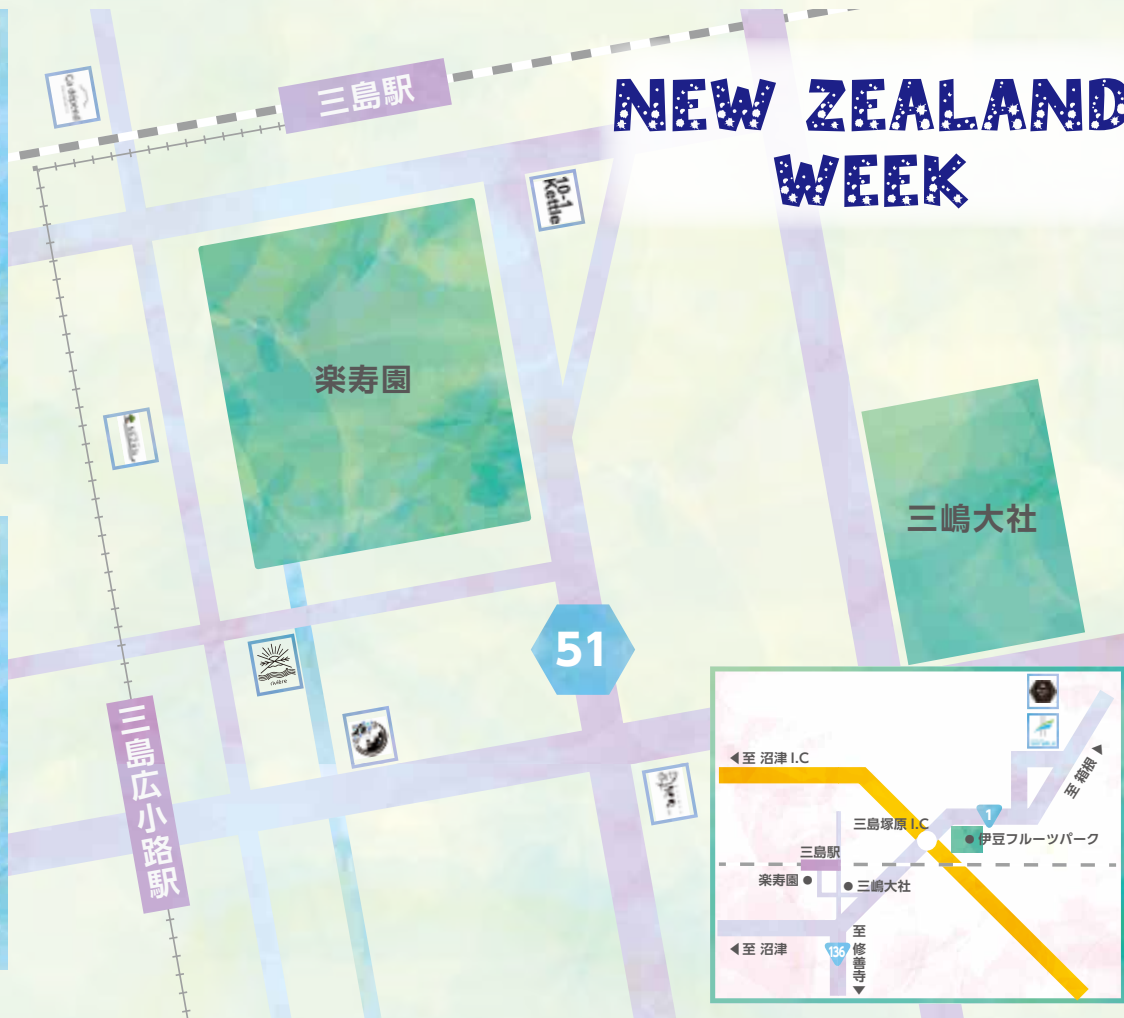 NEW ZEALAND
WEEK
三島駅
10-1
Kettle
楽寿園
三嶋大社
51
rivière
三島広小路駅
◀至 沼津 I.C
至 箱根▶
三島塚原 I.C
1
伊豆フルーツパーク
三島駅
楽寿園
三嶋大社
◀至 沼津
136
至 修善寺▼